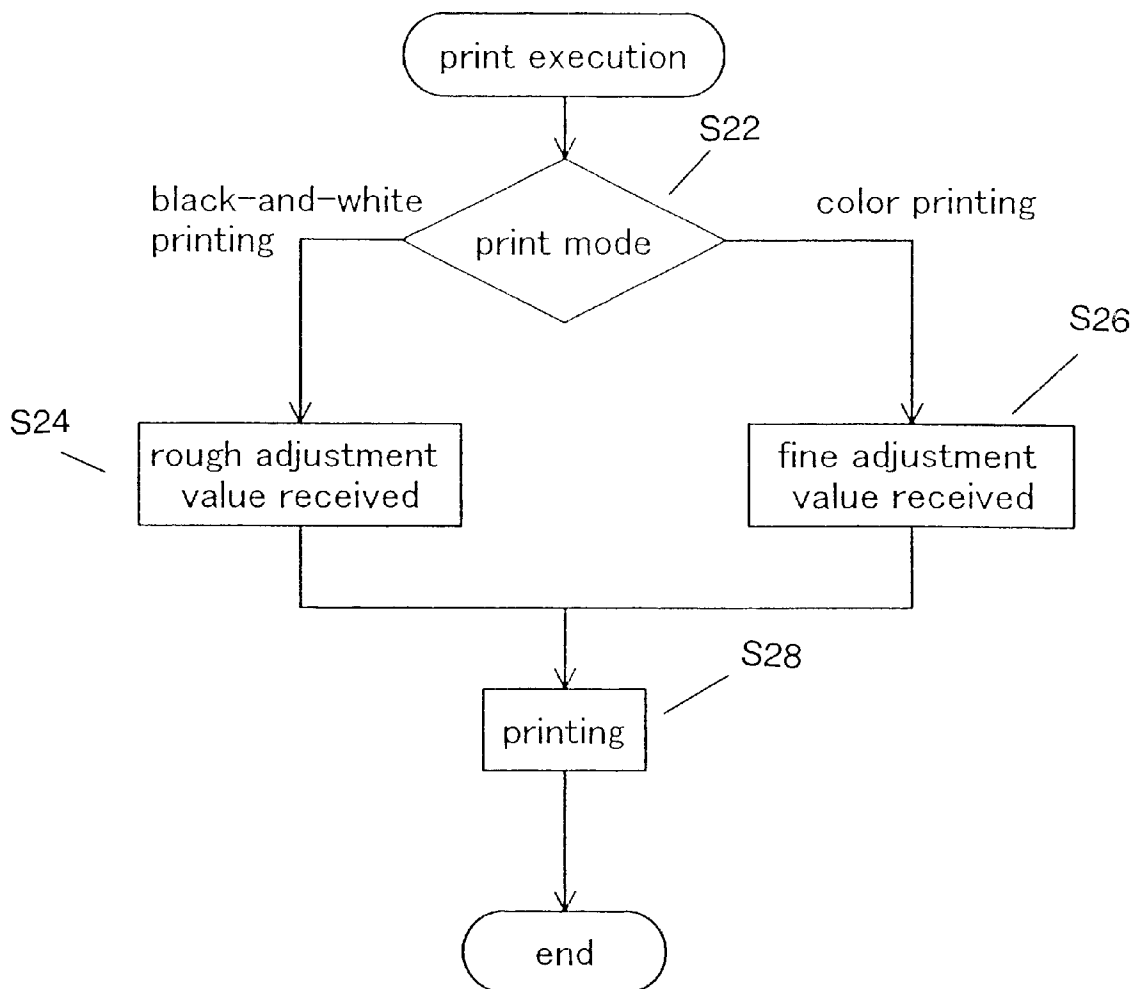 print execution
S22
black-and-white
printing
color printing
print mode
S26
S24
rough adjustment
value received
fine adjustment
value received
S28
printing
end